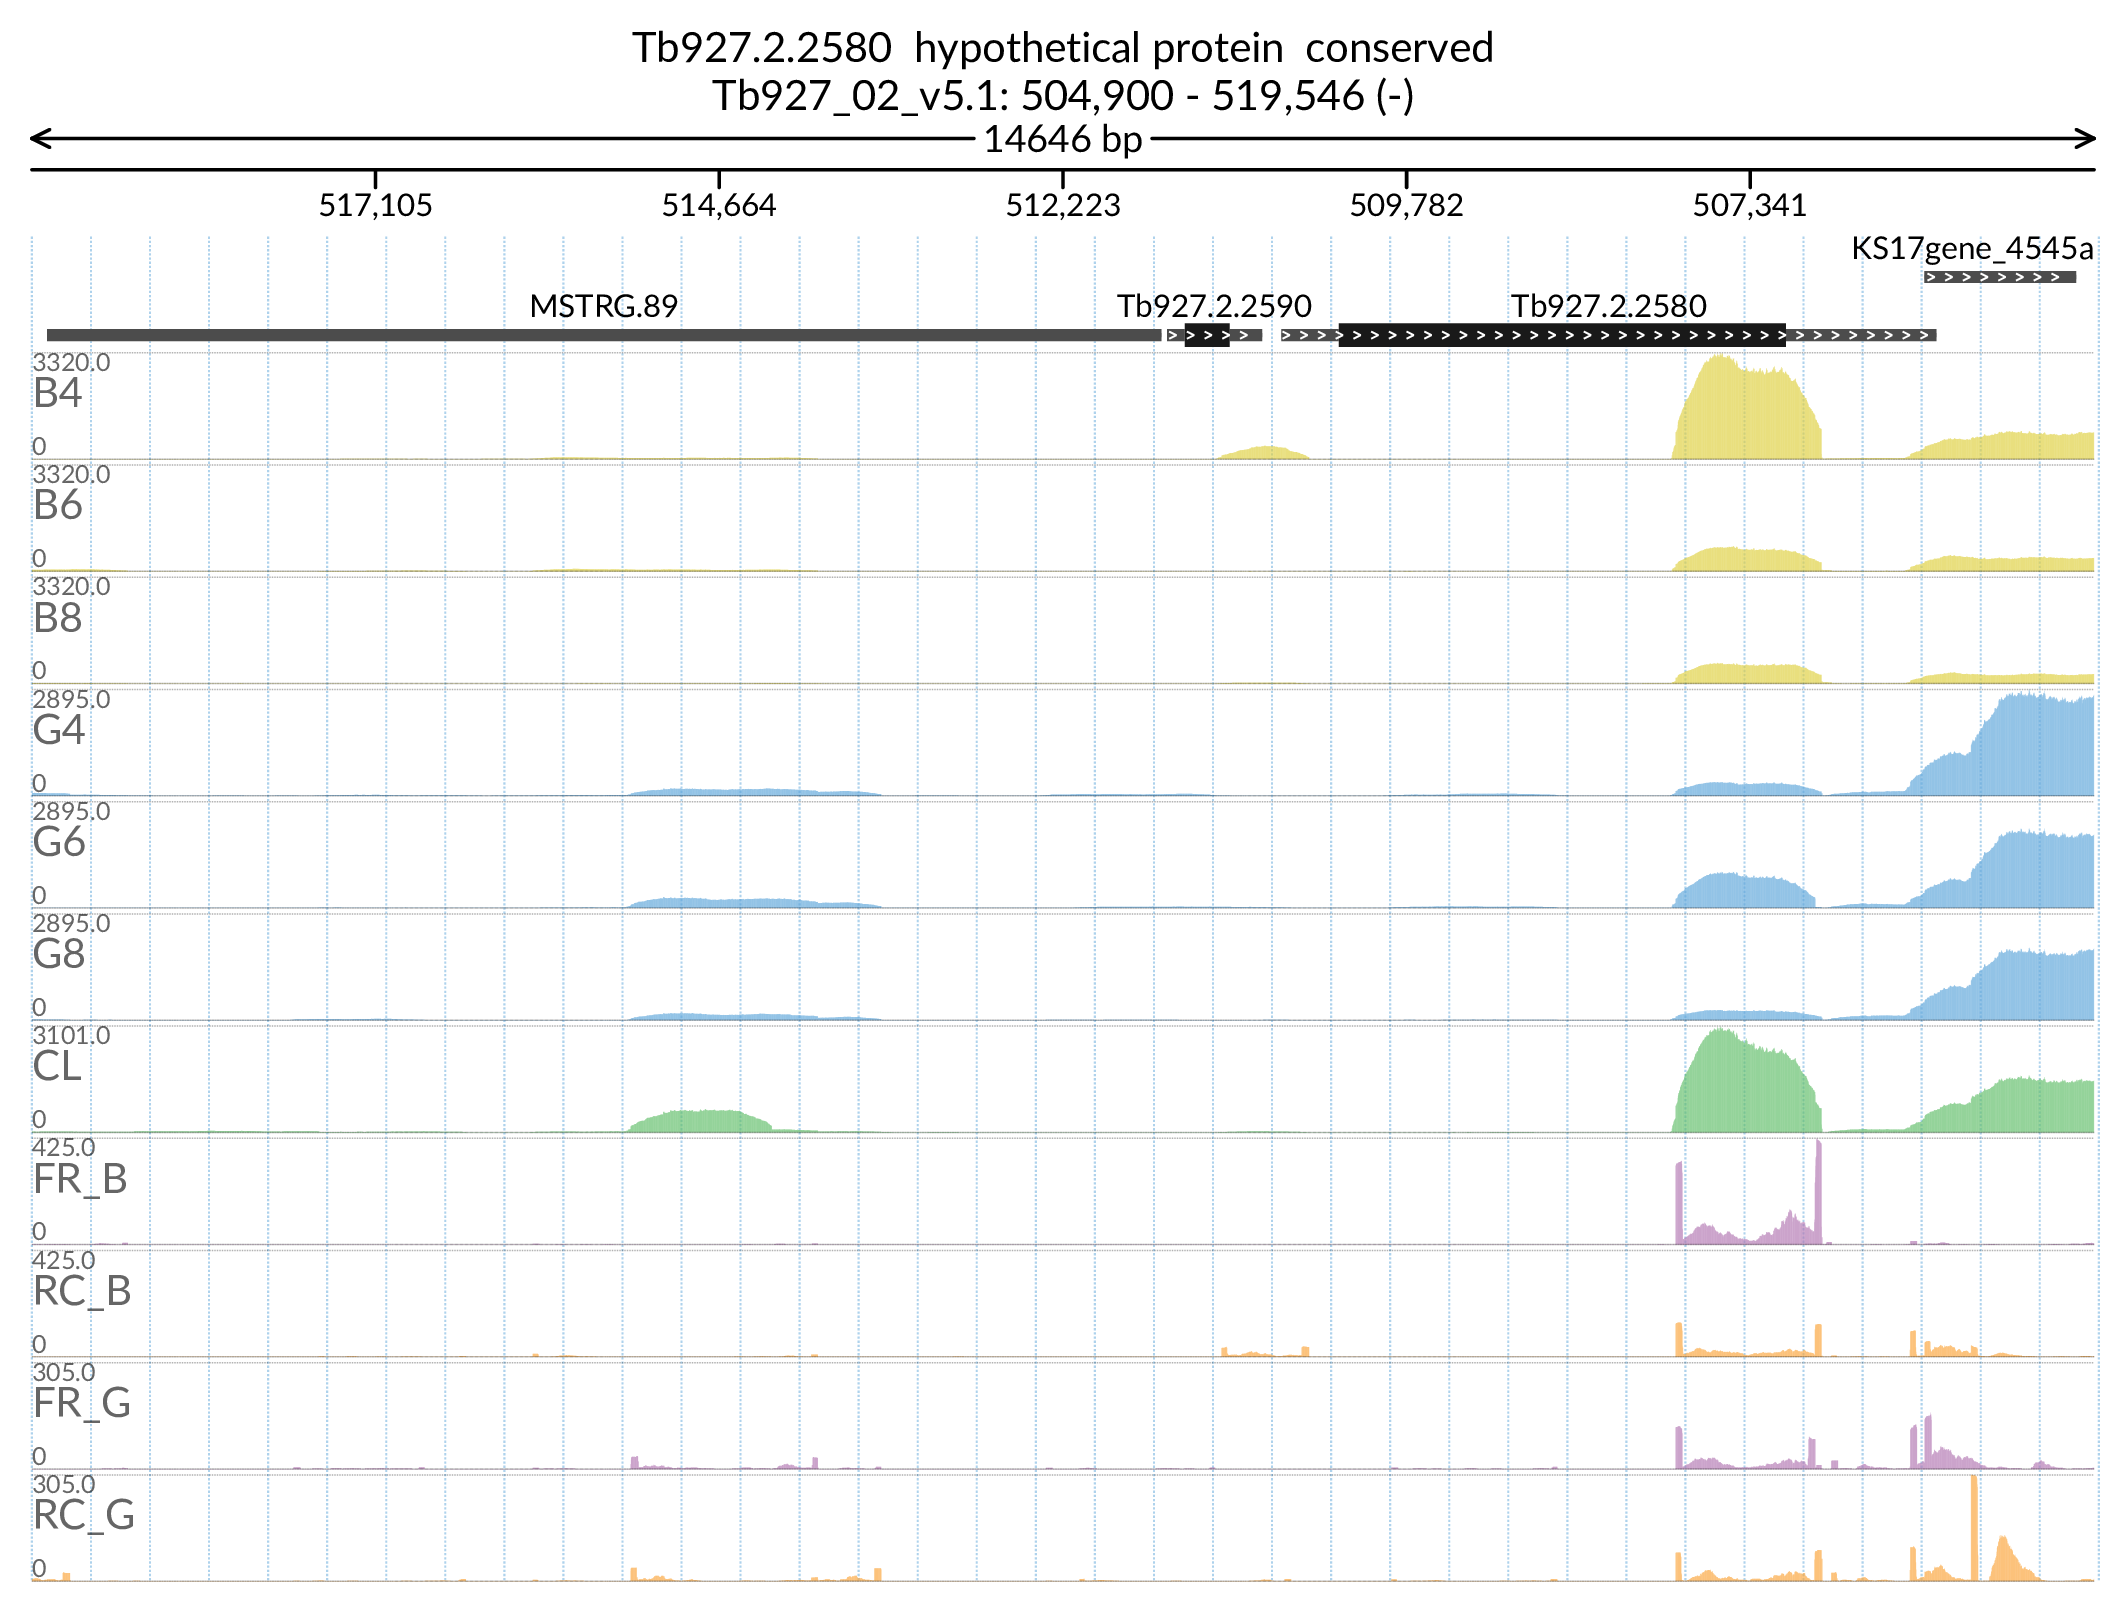 Tb927.2.2580  hypothetical protein  conserved
Tb927_02_v5.1: 504,900 - 519,546 (-)
14646 bp
517,105 514,664 512,223 509,782 507,341
KS17gene_4545a
MSTRG.89 Tb927.2.2590 Tb927.2.2580
3320.0
B4
0
3320.0
B6
0
3320.0
B8
0
2895.0
G4
0
2895.0
G6
0
2895.0
G8
0
3101.0
CL
0
425.0
FR_B
0
425.0
RC_B
0
305.0
FR_G
0
305.0
RC_G
0